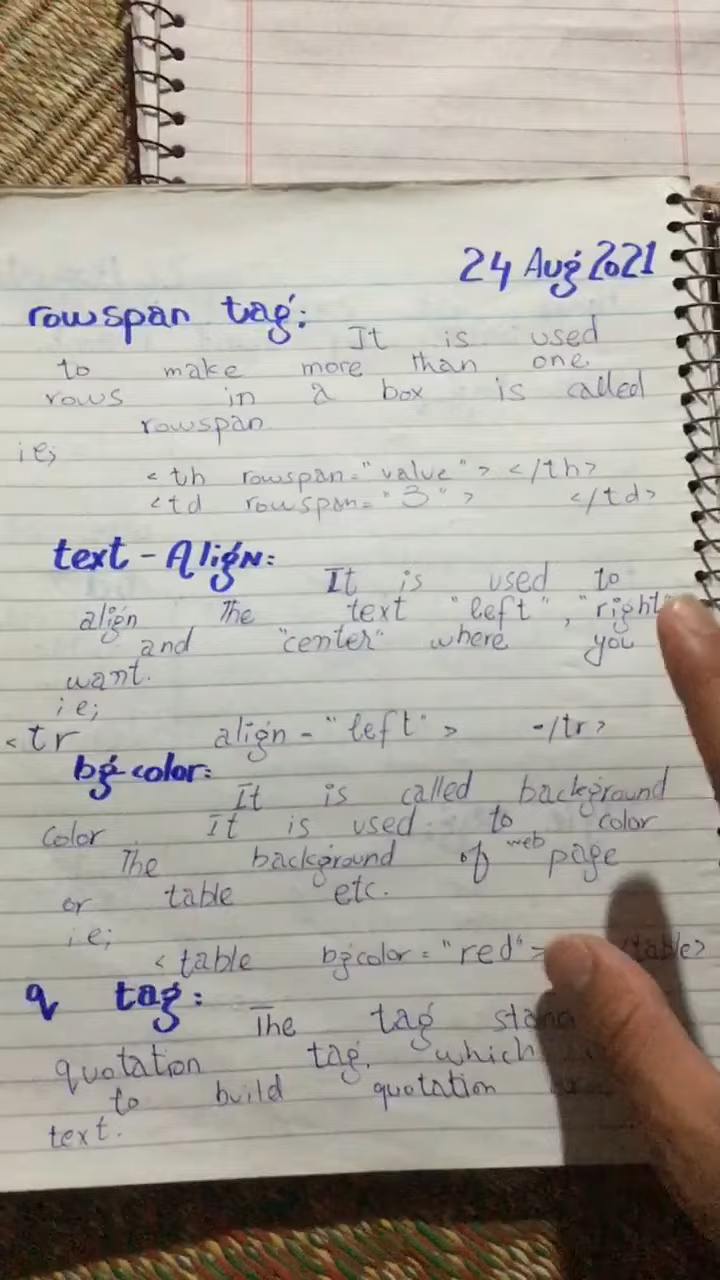 24 Aug 2021
rowspan tag:
It is used
to make more than one
rows in a box is called
rowspan
ie;
<th rowspan="value"> </th>
<td rowspan="3"> </td>
text-Align:
It is used to
align The text "left", "right"
and "center" where you
want.
ie;
<tr align-"left"> -/tr>
bg-color:
It is called background
color. It is used to color
The background of web page
or table etc.
ie;
<table bgcolor="red"> /table>
q tag:
The tag
quotation tag, which
to build quotation
text.